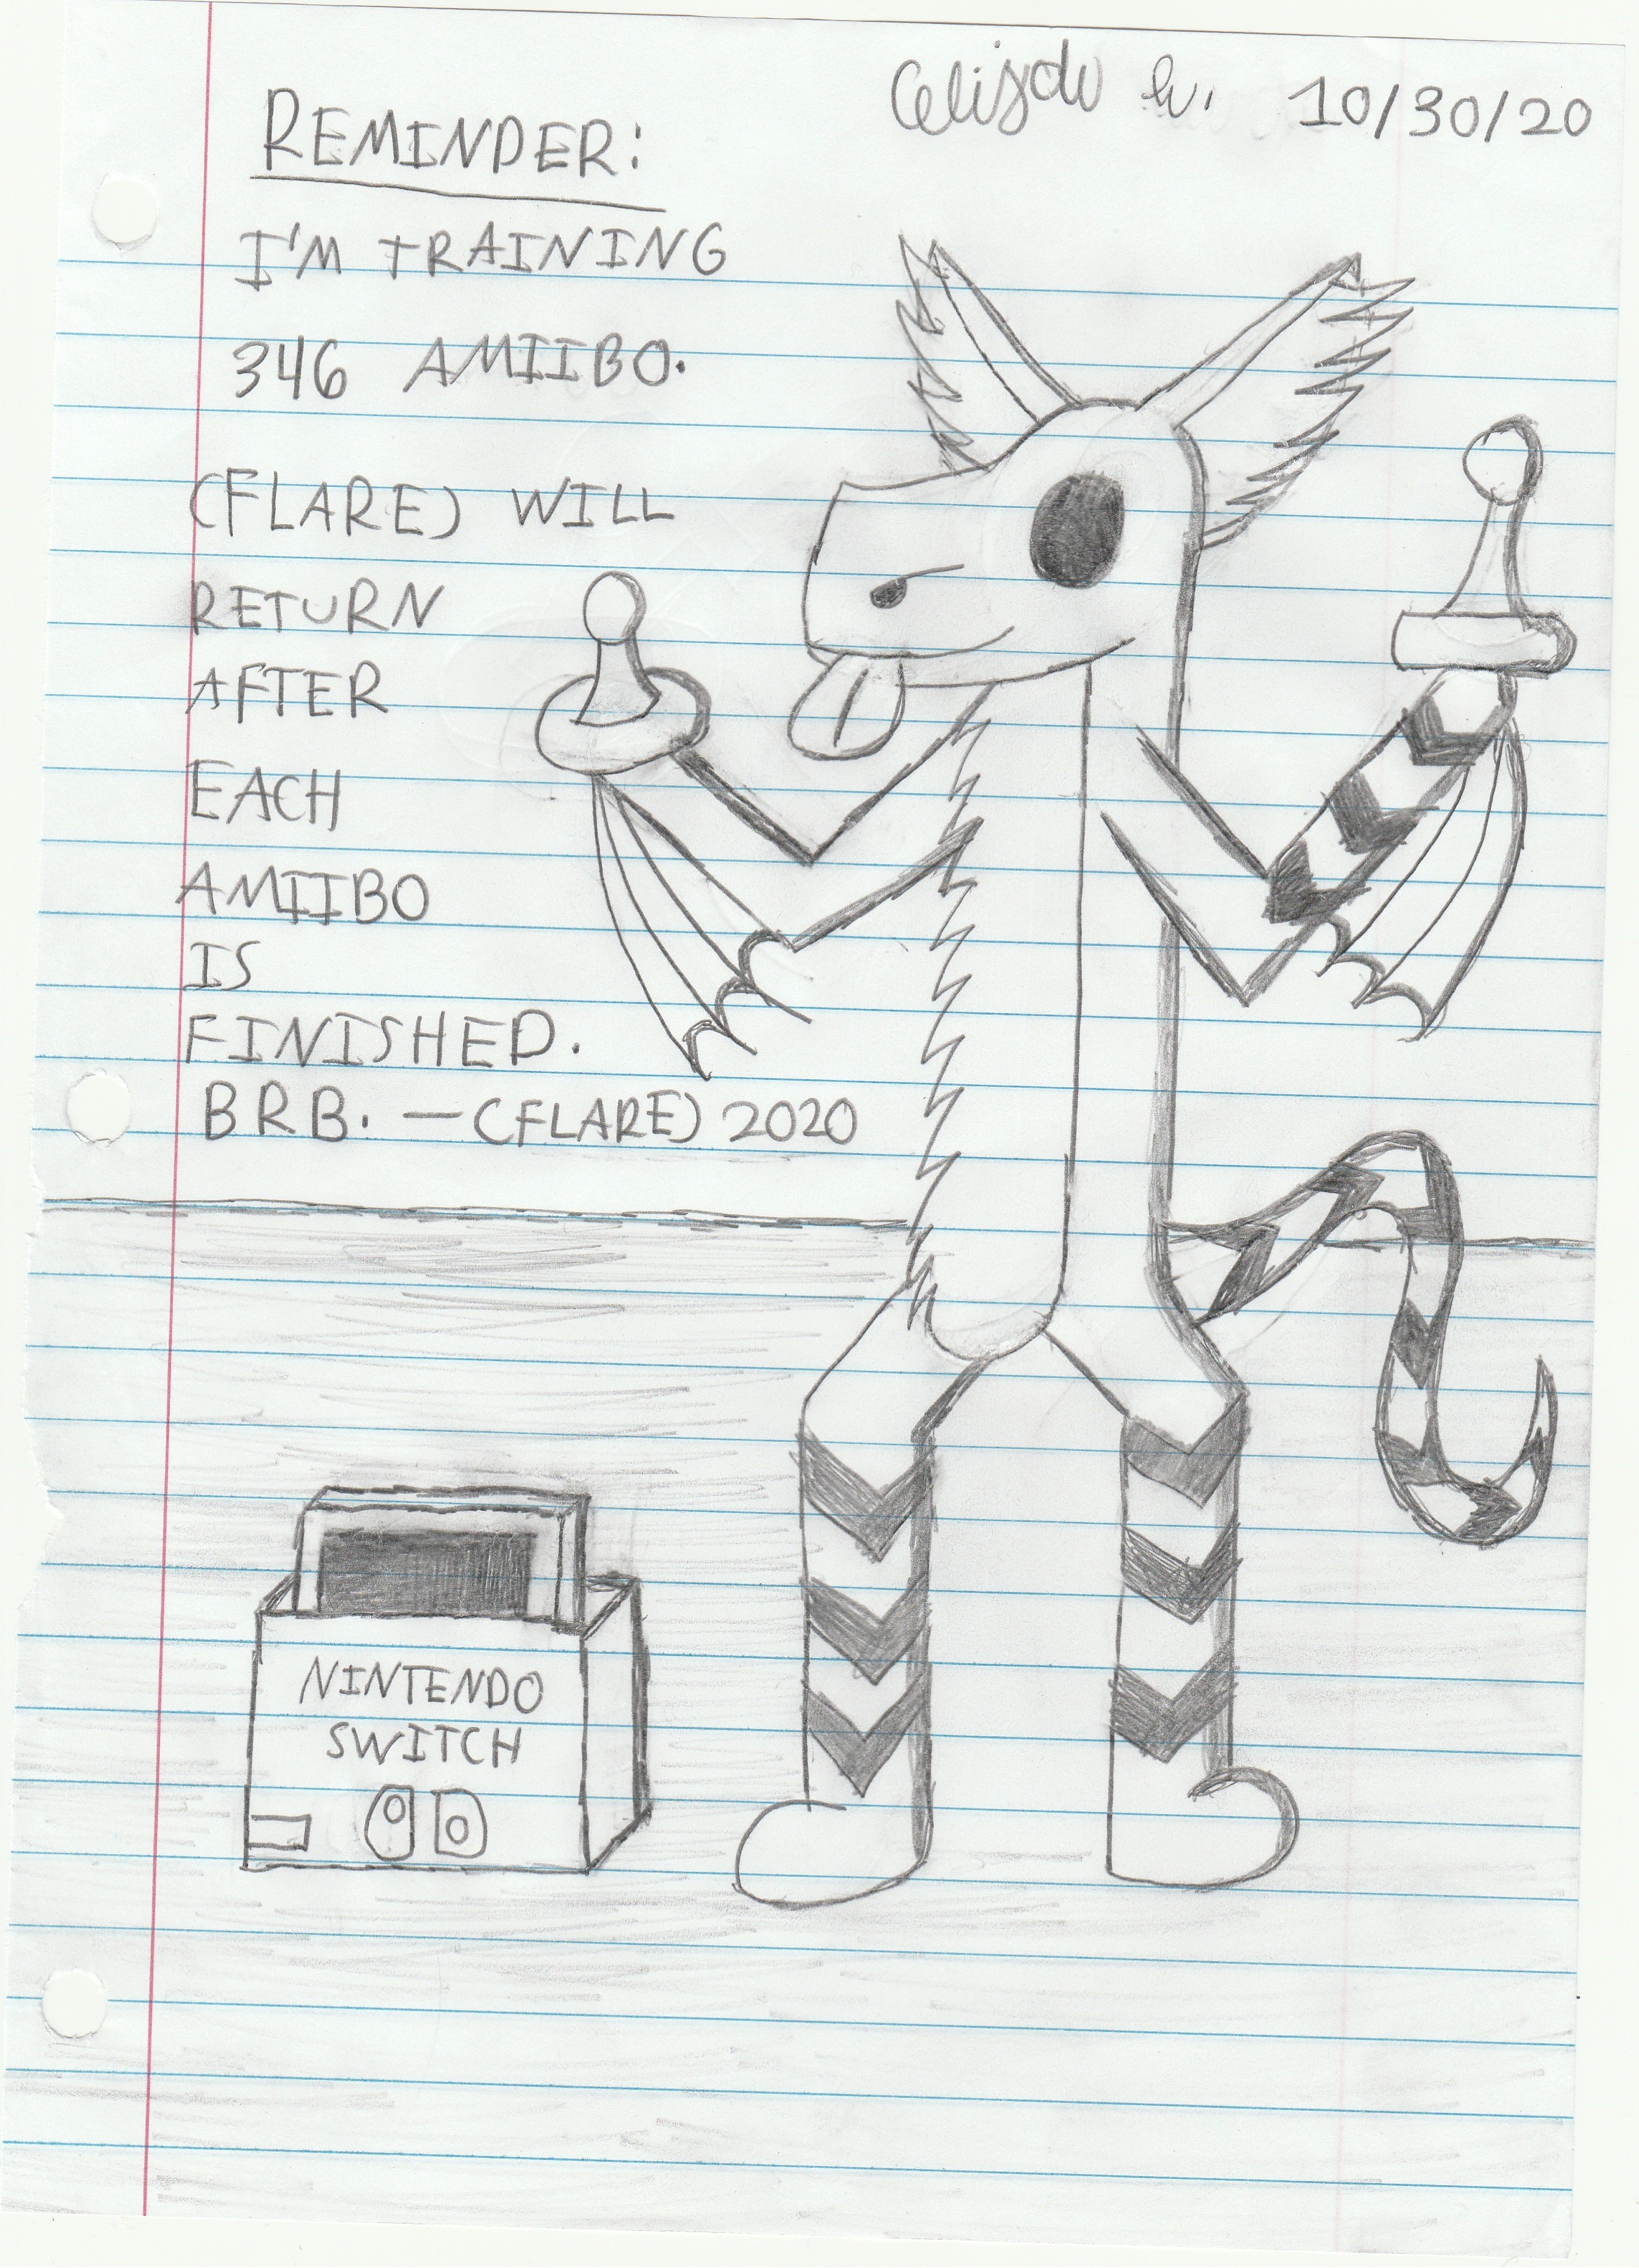 10/30/20
REMINDER:
I'M TRAINING
346 AMIIBO.
(FLARE) WILL
RETURN
AFTER
EACH
AMIIBO
IS
FINISHED.
BRB. —(FLARE) 2020
NINTENDO
SWITCH